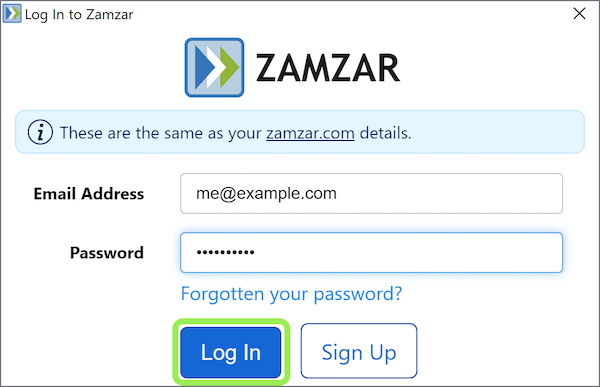 Log In to Zamzar
ZAMZAR
These are the same as your zamzar.com details.
Email Address me@example.com
Password ••••••••••
Forgotten your password?
Log In Sign Up